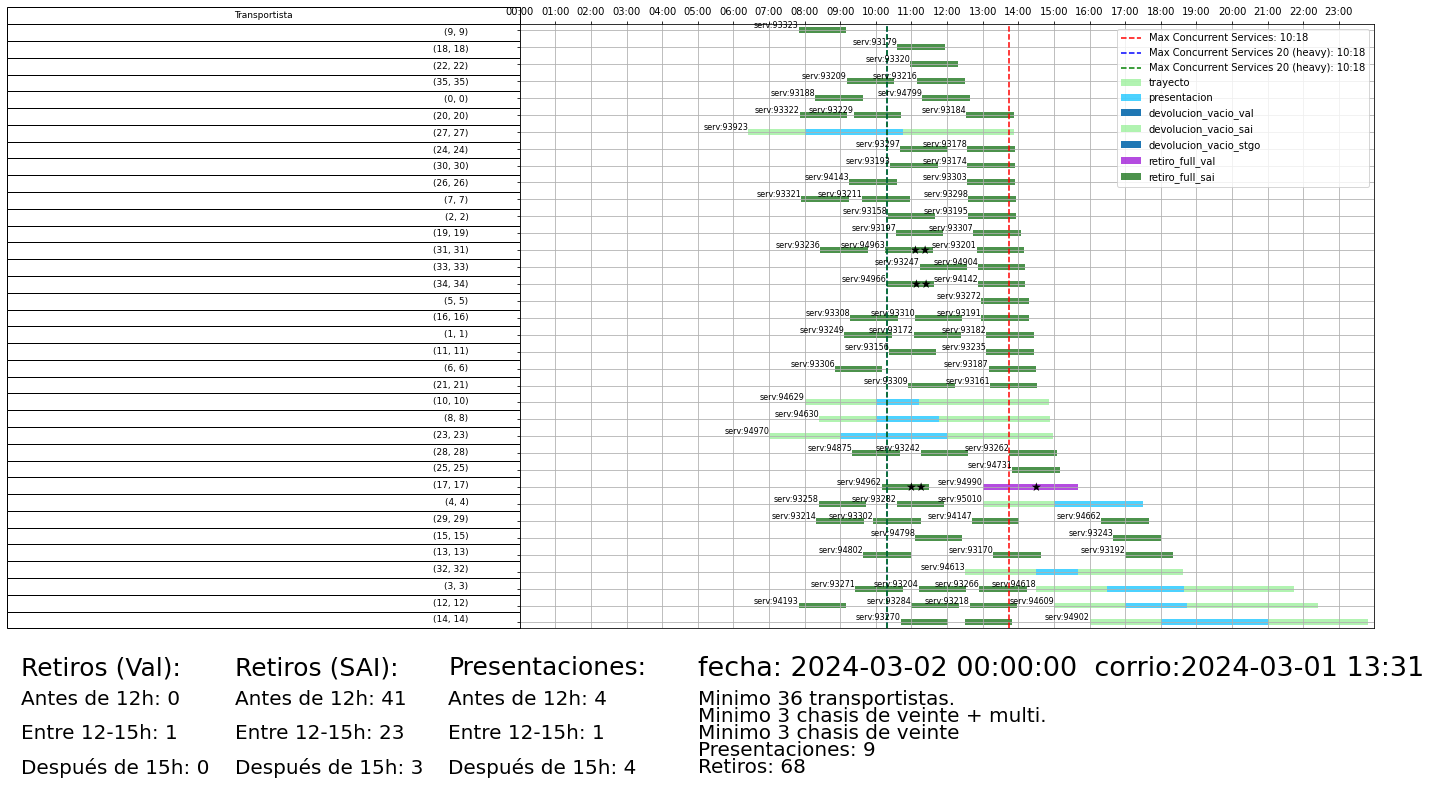 Transportista 00:00 01:00 02:00 03:00 04:00 05:00 06:00 07:00 08:00 09:00 10:00 11:00 12:00 13:00 14:00 15:00 16:00 17:00 18:00 19:00 20:00 21:00 22:00 23:00
(9, 9) serv:93323
(18, 18) serv:93179
(22, 22) serv:93320
(35, 35) serv:93209 serv:93216
(0, 0) serv:93188 serv:94799
(20, 20) serv:93322 serv:93229 serv:93184
(27, 27) serv:93923
(24, 24) serv:93297 serv:93178
(30, 30) serv:93193 serv:93174
(26, 26) serv:94143 serv:93303
(7, 7) serv:93321 serv:93211 serv:93298
(2, 2) serv:93158 serv:93195
(19, 19) serv:93197 serv:93307
(31, 31) serv:93236 serv:94963 serv:93201
(33, 33) serv:93247 serv:94904
(34, 34) serv:94966 serv:94142
(5, 5) serv:93272
(16, 16) serv:93308 serv:93310 serv:93191
(1, 1) serv:93249 serv:93172 serv:93182
(11, 11) serv:93156 serv:93235
(6, 6) serv:93306 serv:93187
(21, 21) serv:93309 serv:93161
(10, 10) serv:94629
(8, 8) serv:94630
(23, 23) serv:94970
(28, 28) serv:94875 serv:93242 serv:93262
(25, 25) serv:94731
(17, 17) serv:94962 serv:94990
(4, 4) serv:93258 serv:93282 serv:95010
(29, 29) serv:93214 serv:93302 serv:94147 serv:94662
(15, 15) serv:94798 serv:93243
(13, 13) serv:94802 serv:93170 serv:93192
(32, 32) serv:94613
(3, 3) serv:93271 serv:93204 serv:93266 serv:94618
(12, 12) serv:94193 serv:93284 serv:93218 serv:94609
(14, 14) serv:93270 serv:94902
Max Concurrent Services: 10:18
Max Concurrent Services 20 (heavy): 10:18
Max Concurrent Services 20 (heavy): 10:18
trayecto
presentacion
devolucion_vacio_val
devolucion_vacio_sai
devolucion_vacio_stgo
retiro_full_val
retiro_full_sai
Retiros (Val):
Antes de 12h: 0
Entre 12-15h: 1
Después de 15h: 0
Retiros (SAI):
Antes de 12h: 41
Entre 12-15h: 23
Después de 15h: 3
Presentaciones:
Antes de 12h: 4
Entre 12-15h: 1
Después de 15h: 4
fecha: 2024-03-02 00:00:00 corrio:2024-03-01 13:31
Minimo 36 transportistas.
Minimo 3 chasis de veinte + multi.
Minimo 3 chasis de veinte
Presentaciones: 9
Retiros: 68